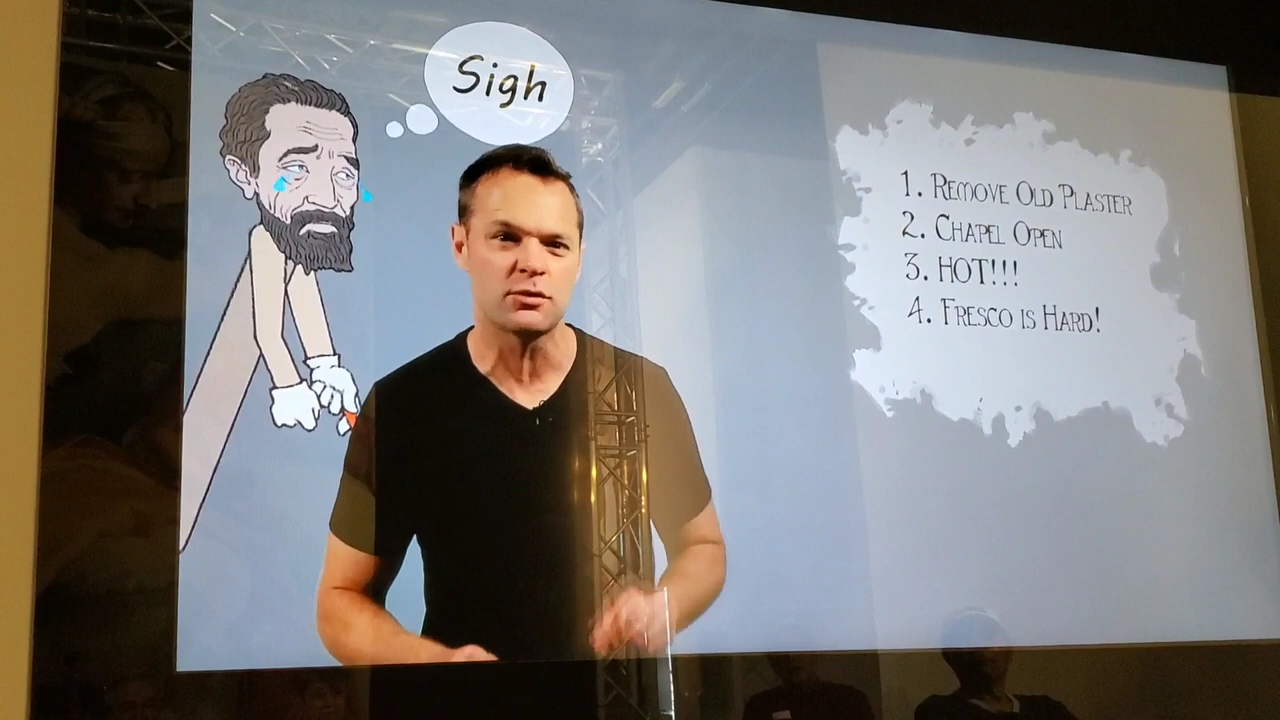 Sigh
1. Remove Old Plaster
2. Chapel Open
3. HOT!!!
4. Fresco is Hard!